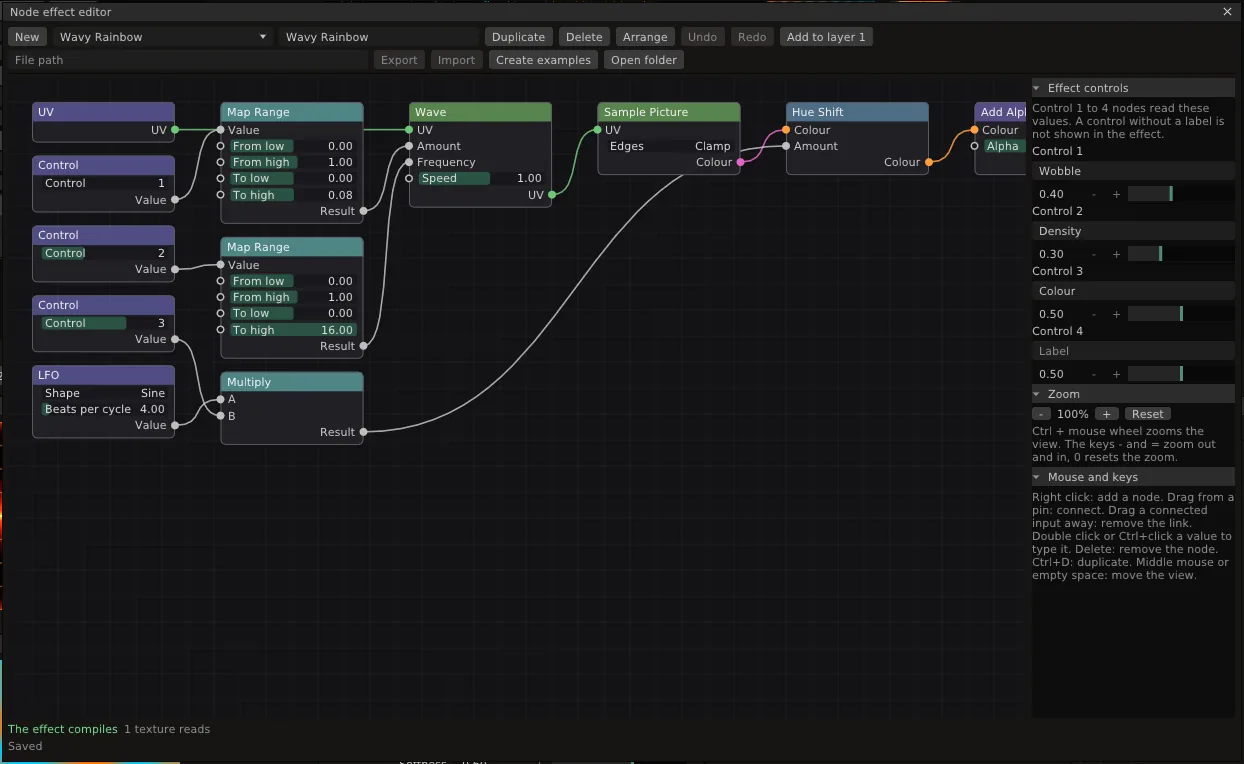 Node effect editor
New Wavy Rainbow Wavy Rainbow Duplicate Delete Arrange Undo Redo Add to layer 1
File path Export Import Create examples Open folder
UV
UV
Control
Control 1
Value
Control
Control 2
Value
Control
Control 3
Value
LFO
Shape Sine
Beats per cycle 4.00
Value
Map Range
Value
From low 0.00
From high 1.00
To low 0.00
To high 0.08
Result
Map Range
Value
From low 0.00
From high 1.00
To low 0.00
To high 16.00
Result
Multiply
A
B
Result
Wave
UV
Amount
Frequency
Speed 1.00
UV
Sample Picture
UV
Edges Clamp
Colour
Hue Shift
Colour
Amount
Colour
Add Alp
Colour
Alpha
Effect controls
Control 1 to 4 nodes read these
values. A control without a label is
not shown in the effect.
Control 1
Wobble
0.40 - +
Control 2
Density
0.30 - +
Control 3
Colour
0.50 - +
Control 4
Label
0.50 - +
Zoom
- 100% + Reset
Ctrl + mouse wheel zooms the
view. The keys - and = zoom out
and in, 0 resets the zoom.
Mouse and keys
Right click: add a node. Drag from a
pin: connect. Drag a connected
input away: remove the link.
Double click or Ctrl+click a value to
type it. Delete: remove the node.
Ctrl+D: duplicate. Middle mouse or
empty space: move the view.
The effect compiles 1 texture reads
Saved